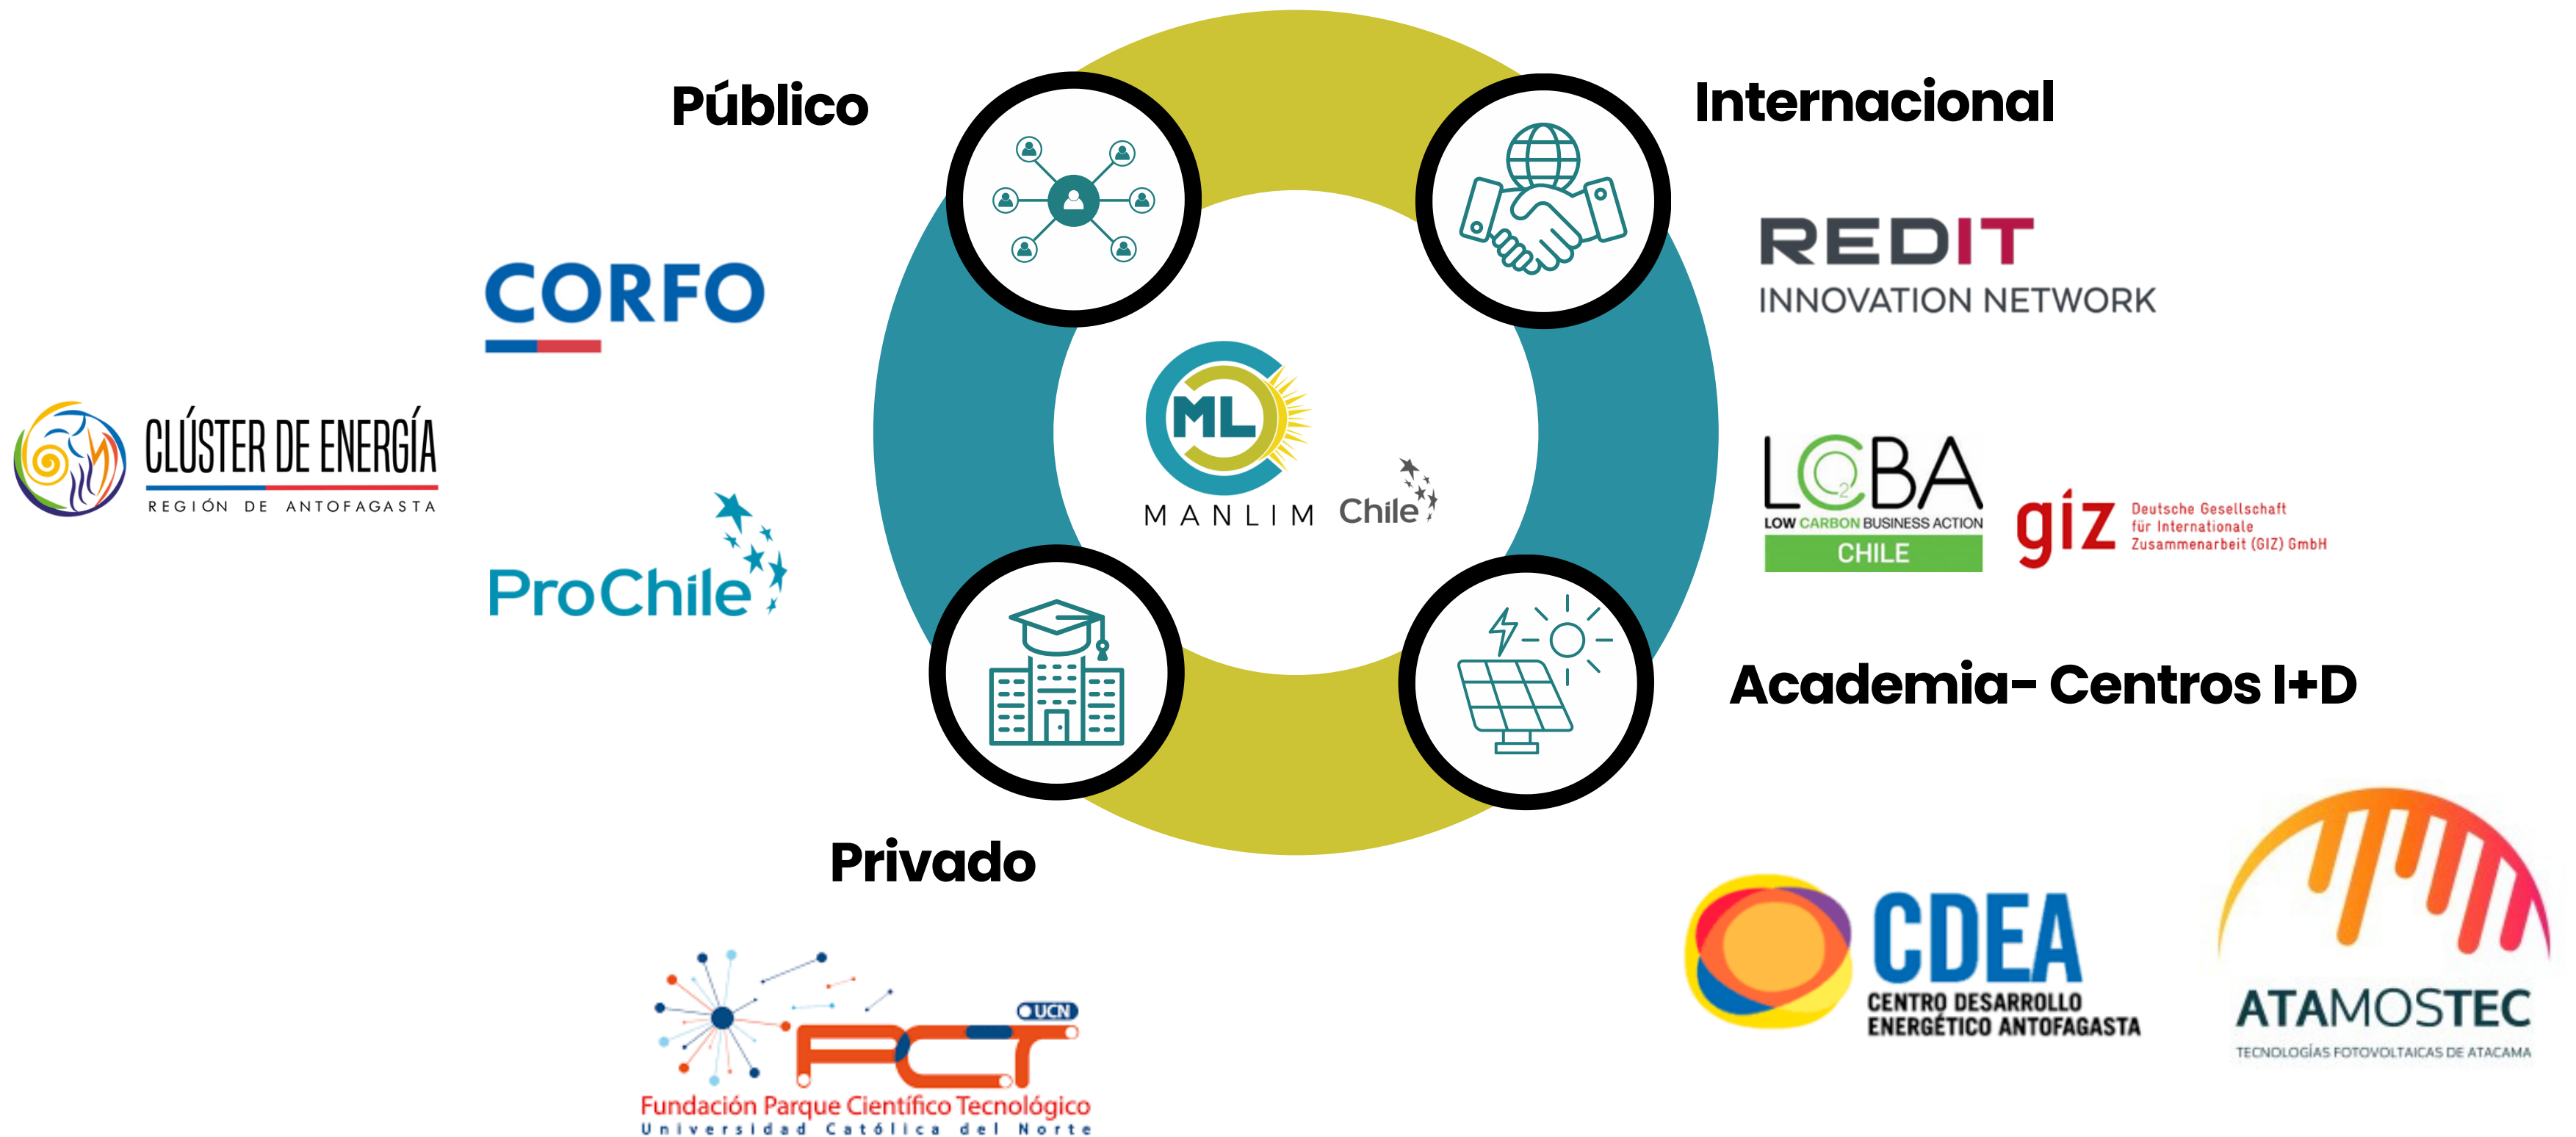 Público
Internacional
CORFO
CLÚSTER DE ENERGÍA
REGIÓN DE ANTOFAGASTA
ProChile
REDIT
INNOVATION NETWORK
LCBA
2
LOW CARBON BUSINESS ACTION
CHILE
giz
Deutsche Gesellschaft
für Internationale
Zusammenarbeit (GIZ) GmbH
ML
MANLIM
Chile
Academia- Centros I+D
Privado
UCN
PCT
Fundación Parque Científico Tecnológico
Universidad Católica del Norte
CDEA
CENTRO DESARROLLO
ENERGÉTICO ANTOFAGASTA
ATAMOSTEC
TECNOLOGÍAS FOTOVOLTAICAS DE ATACAMA